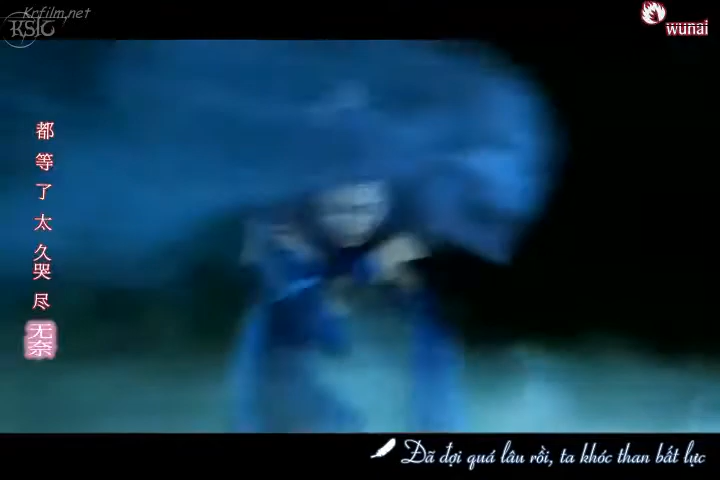 Krfilm.net
KSIC
wunai
都等了太久哭尽无奈
Đã đợi quá lâu rồi, ta khóc than bất lực